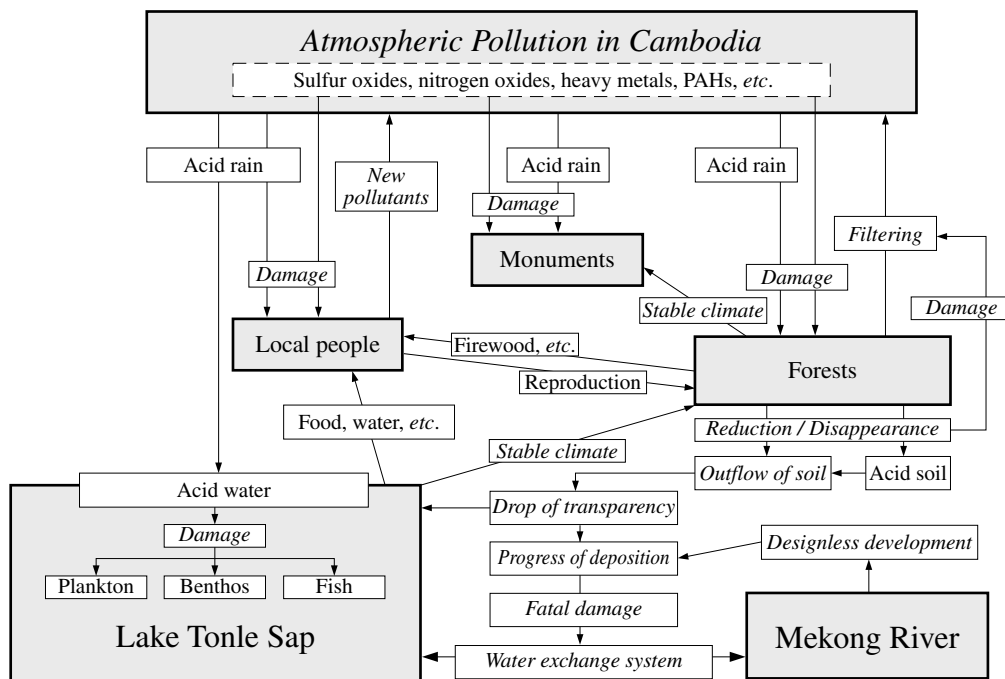 Atmospheric Pollution in Cambodia
Sulfur oxides, nitrogen oxides, heavy metals, PAHs, etc.
Acid rain
New
pollutants
Acid rain
Acid rain
Damage
Filtering
Monuments
Damage
Damage
Stable climate
Damage
Local people
Firewood, etc.
Forests
Reproduction
Food, water, etc.
Reduction / Disappearance
Stable climate
Outflow of soil
Acid soil
Acid water
Drop of transparency
Damage
Designless development
Progress of deposition
Plankton
Benthos
Fish
Fatal damage
Lake Tonle Sap
Mekong River
Water exchange system